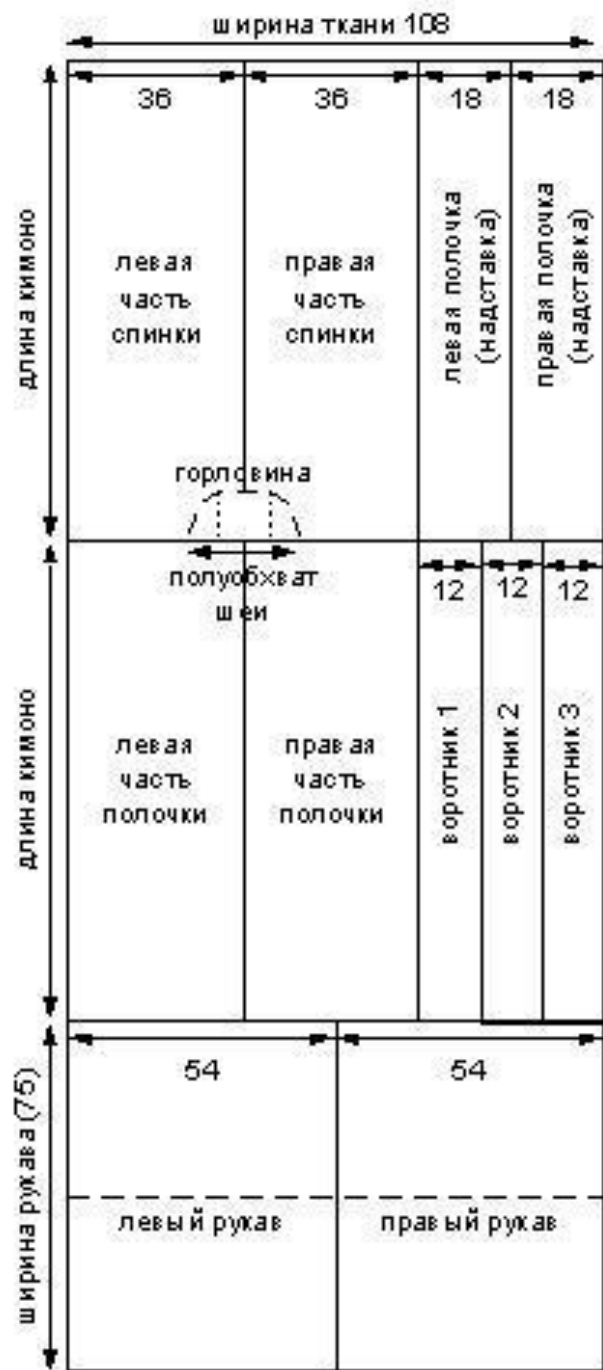 ширина ткани 108
36
36
18
18
длина кимоно
левая
часть
спинки
правая
часть
спинки
левая полочка
(надставка)
правая полочка
(надставка)
горловина
полуобхват
шеи
12
12
12
длина кимоно
левая
часть
полочки
правая
часть
полочки
воротник 1
воротник 2
воротник 3
54
54
ширина рукава (75)
левый рукав
правый рукав